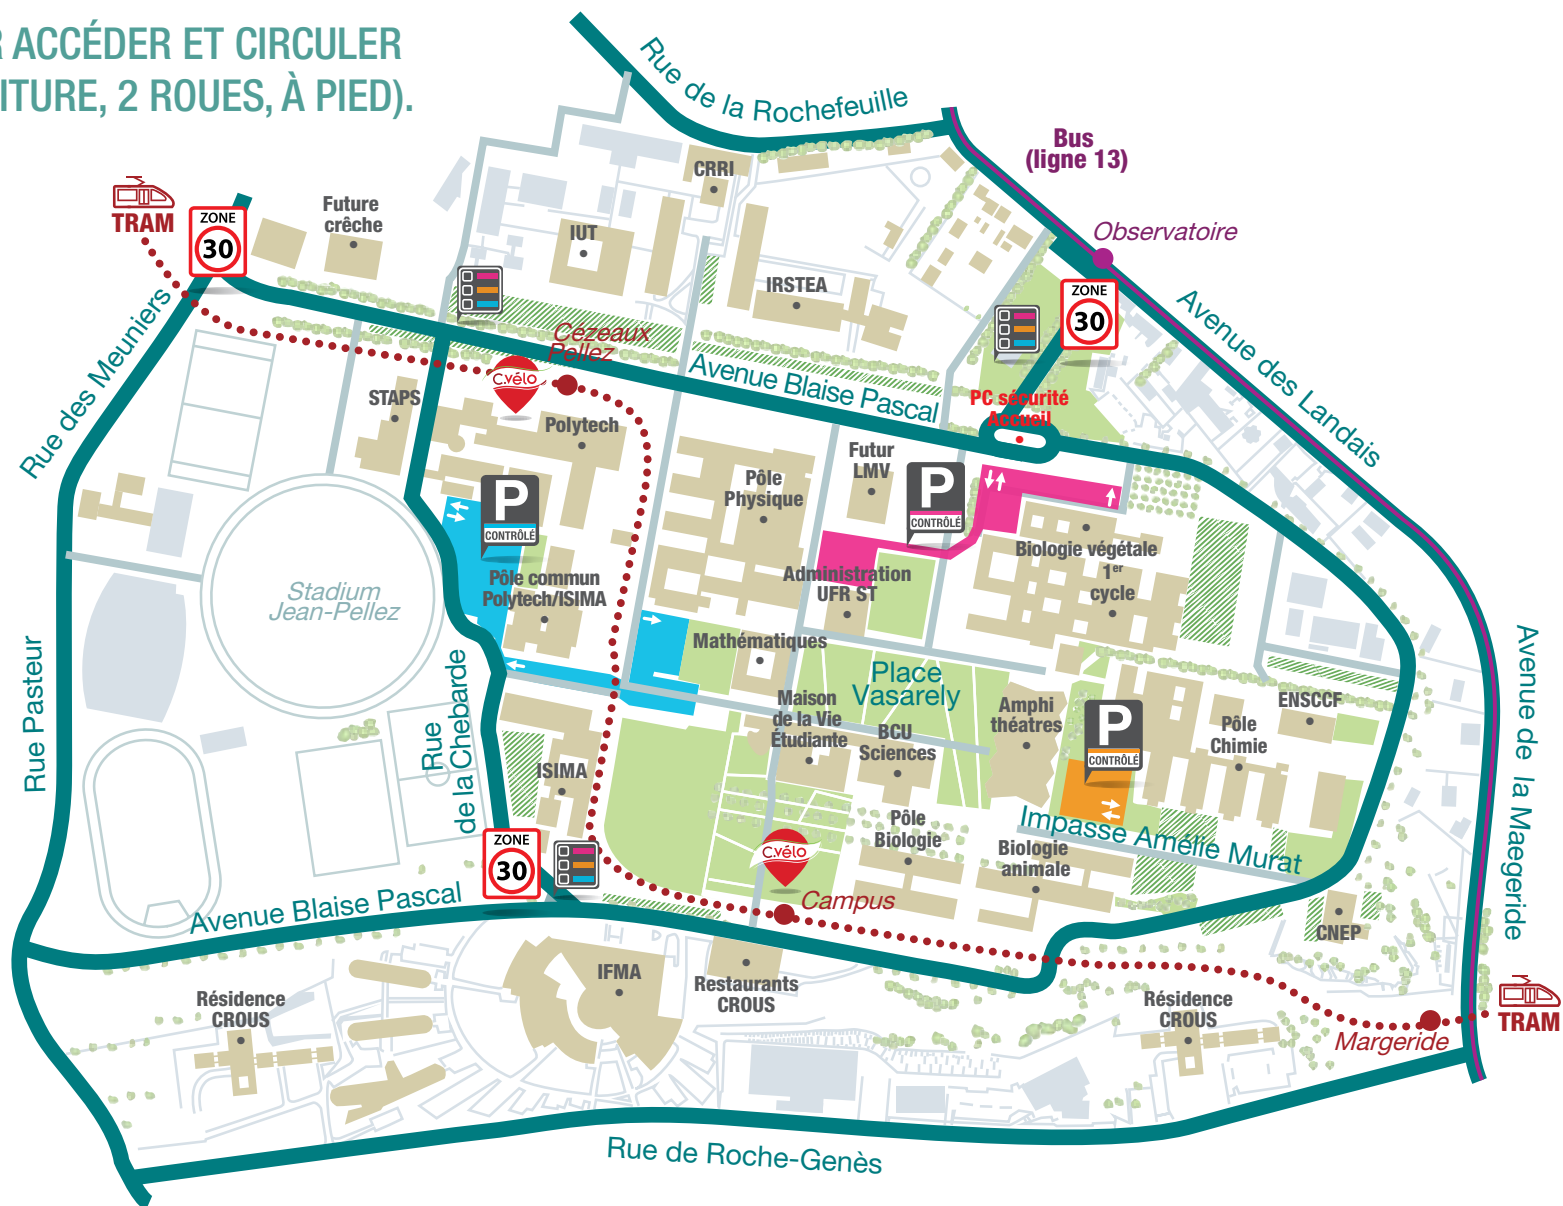 R ACCÉDER ET CIRCULER
ITURE, 2 ROUES, À PIED).
Rue de la Rochefeuille
Bus
(ligne 13)
Observatoire
CRRI
TRAM
ZONE
30
Future
crêche
IUT
IRSTEA
ZONE
30
Avenue des Landais
Rue des Meuniers
Cézeaux
Pellez
C.vélo
Avenue Blaise Pascal
PC sécurité
Accueil
STAPS
Polytech
Futur
LMV
Pôle
Physique
P
CONTRÔLÉ
P
CONTRÔLÉ
Biologie végétale
1er
cycle
Administration
UFR ST
Pôle commun
Polytech/ISIMA
Stadium
Jean-Pellez
Mathématiques
Place
Vasarely
Rue Pasteur
Rue
de la Chebarde
Maison
de la Vie
Étudiante
BCU
Sciences
Amphi
théatres
P
CONTRÔLÉ
Pôle
Chimie
ENSCCF
Avenue de la Maegeride
ISIMA
Pôle
Biologie
Impasse Amélie Murat
Biologie
animale
ZONE
30
C.vélo
Campus
Avenue Blaise Pascal
CNEP
IFMA
Restaurants
CROUS
Résidence
CROUS
Résidence
CROUS
Margeride
TRAM
Rue de Roche-Genès